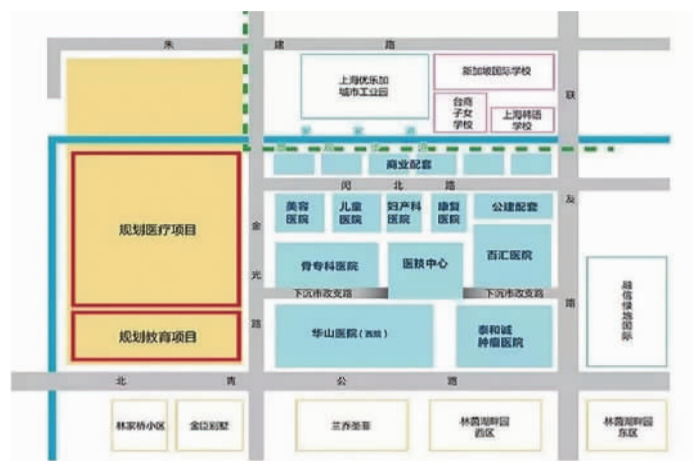 朱建路
上海优乐加
城市工业园
新加坡国际学校
台商
子女
学校
上海韩语
学校
联友路
商业配套
闵北路
美容
医院
儿童
医院
妇产科
医院
康复
医院
公建配套
规划医疗项目
金光路
骨专科医院
医技中心
百汇医院
下沉市政支路
下沉市政支路
融信绿地国际
规划教育项目
华山医院(西院)
泰和诚
肿瘤医院
北青公路
林家桥小区
金臣别墅
兰乔圣菲
林茵湖畔园
西区
林茵湖畔园
东区